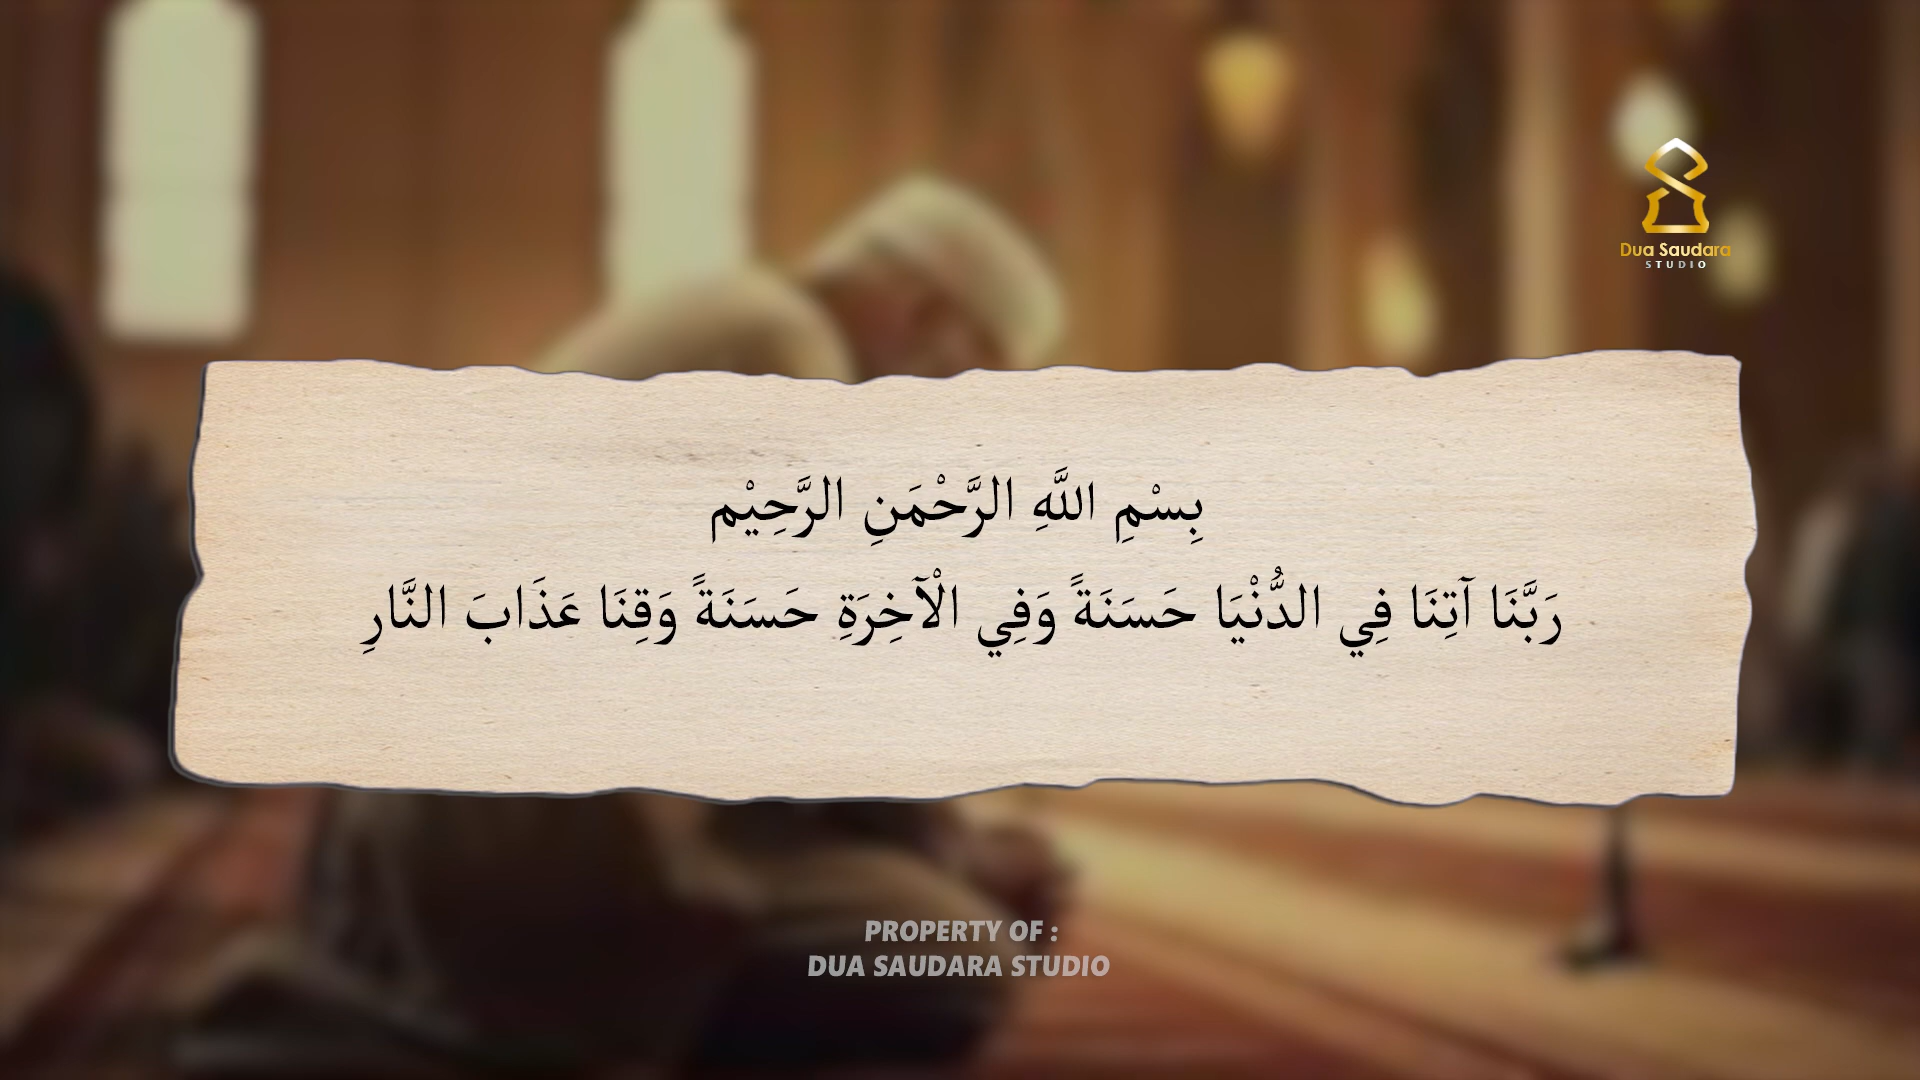 Dua Saudara
STUDIO
بِسْمِ اللَّهِ الرَّحْمَنِ الرَّحِيْم
رَبَّنَا آتِنَا فِي الدُّنْيَا حَسَنَةً وَفِي الْآخِرَةِ حَسَنَةً وَقِنَا عَذَابَ النَّارِ
PROPERTY OF :
DUA SAUDARA STUDIO